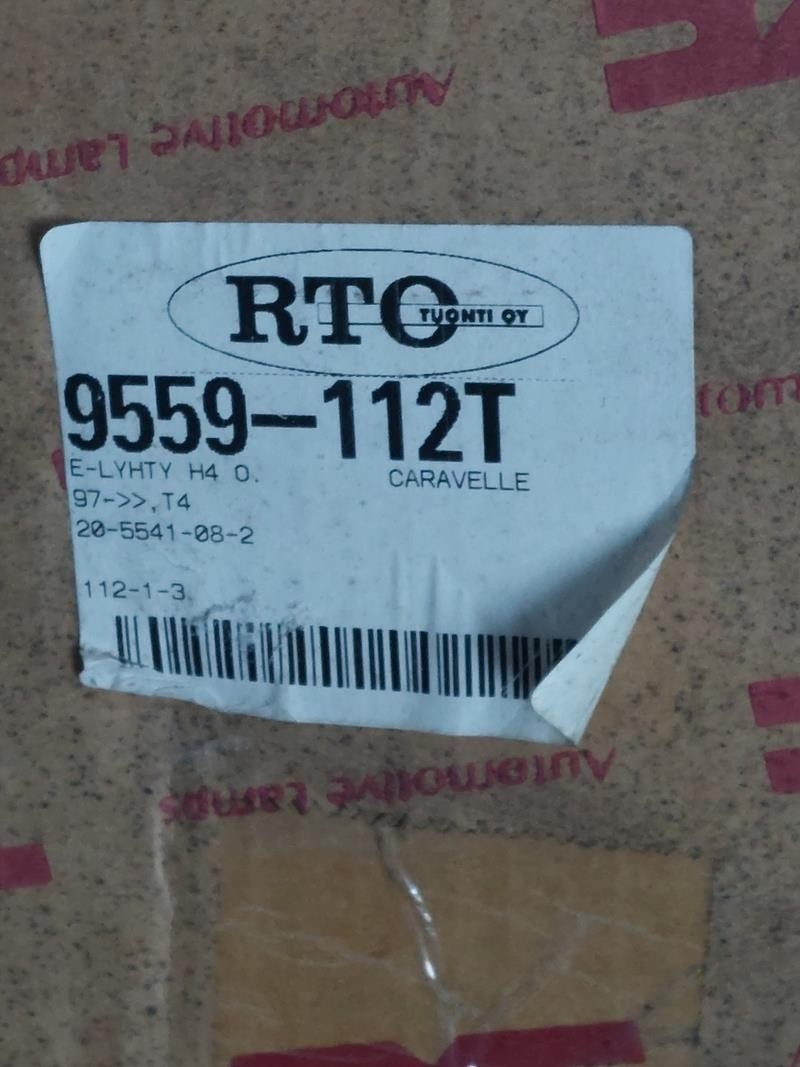 Automotive Lamps
RTO TUONTI OY
9559-112T
E-LYHTY H4 O. CARAVELLE
97->>,T4
20-5541-08-2
112-1-3
Automotive Lamps